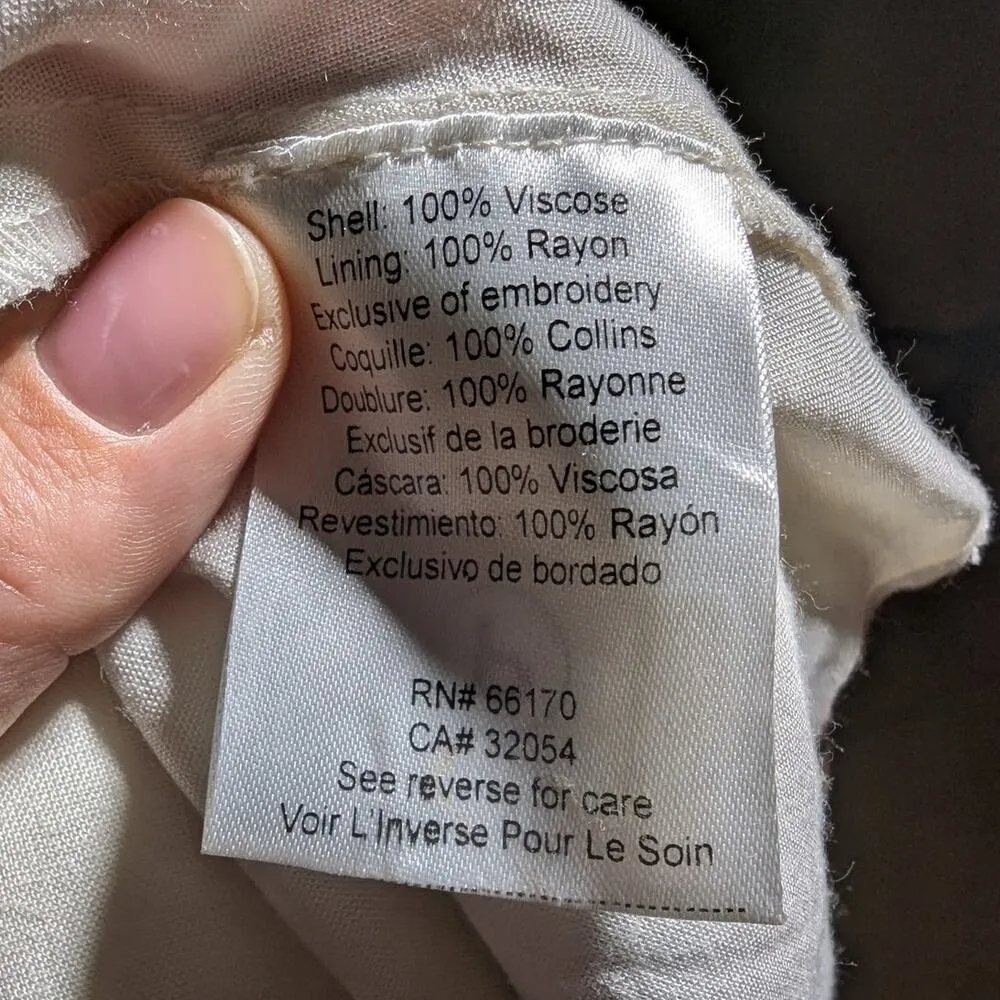 Shell: 100% Viscose
Lining: 100% Rayon
Exclusive of embroidery
Coquille: 100% Collins
Doublure: 100% Rayonne
Exclusif de la broderie
Cáscara: 100% Viscosa
Revestimiento: 100% Rayón
Exclusivo de bordado
RN# 66170
CA# 32054
See reverse for care
Voir L'Inverse Pour Le Soin